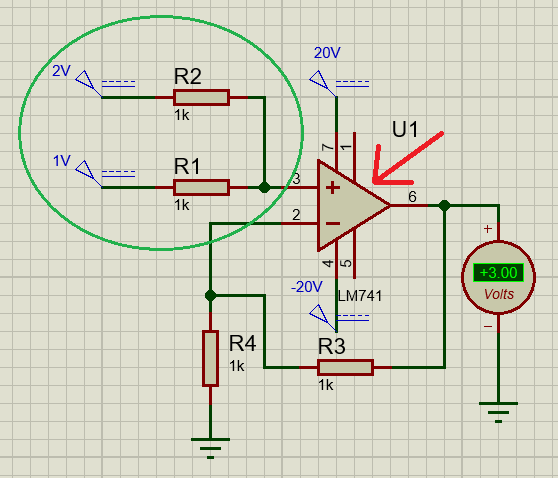 20V
2V
R2
1k
7
1
U1
1V
R1
1k
3
+
6
2
−
+
+3.00
Volts
−
4
5
-20V
LM741
R4
1k
R3
1k